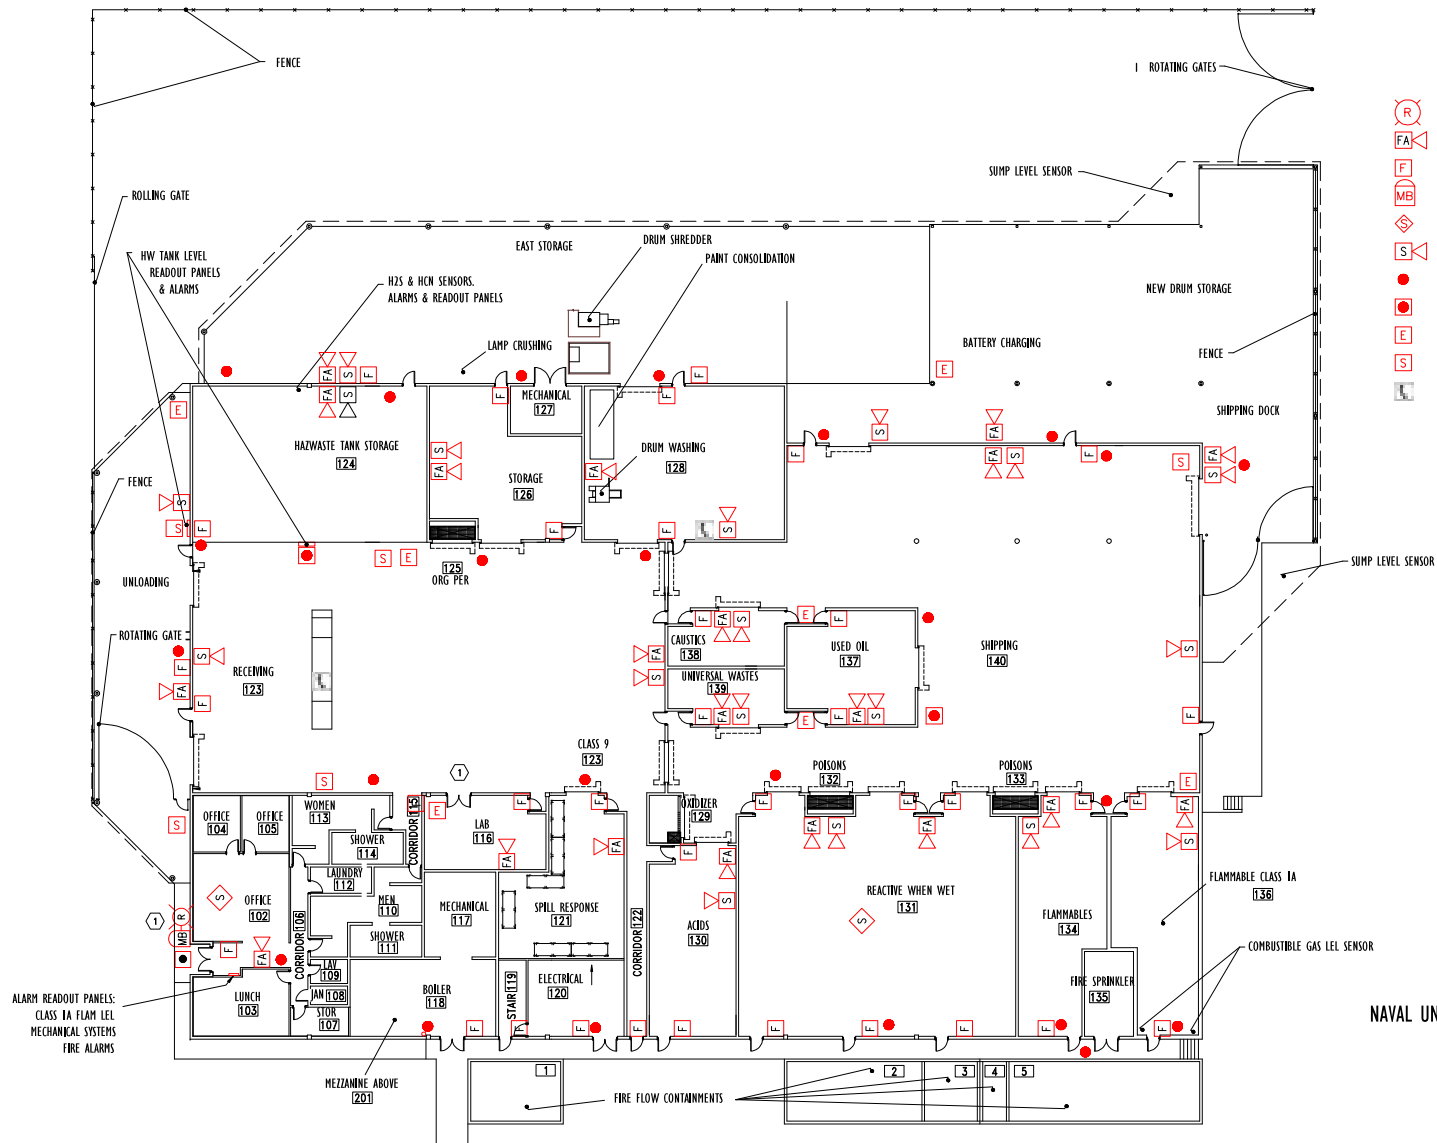 FENCE
I ROTATING GATES
R
FA
F
MB
S
S
E
S
SUMP LEVEL SENSOR
ROLLING GATE
EAST STORAGE
DRUM SHREDDER
PAINT CONSOLIDATION
HW TANK LEVEL
READOUT PANELS
& ALARMS
H2S & HCN SENSORS.
ALARMS & READOUT PANELS
NEW DRUM STORAGE
LAMP CRUSHING
BATTERY CHARGING
FENCE
MECHANICAL
127
SHIPPING DOCK
HAZWASTE TANK STORAGE
124
DRUM WASHING
128
STORAGE
126
FENCE
UNLOADING
125
ORG PER
SUMP LEVEL SENSOR
ROTATING GATE
CAUSTICS
138
USED OIL
137
SHIPPING
140
RECEIVING
123
UNIVERSAL WASTES
139
CLASS 9
123
POISONS
132
POISONS
133
1
OFFICE
104
OFFICE
105
WOMEN
113
CORRIDOR 115
LAB
116
OXIDIZER
129
SHOWER
114
LAUNDRY
112
MEN
110
OFFICE
102
CORRIDOR 106
MECHANICAL
117
SPILL RESPONSE
121
CORRIDOR 122
ACIDS
130
REACTIVE WHEN WET
131
FLAMMABLES
134
FLAMMABLE CLASS IA
136
1
SHOWER
111
COMBUSTIBLE GAS LEL SENSOR
LAV
109
JAN 108
STOR
107
BOILER
118
STAIR 119
ELECTRICAL
120
FIRE SPRINKLER
135
LUNCH
103
ALARM READOUT PANELS:
CLASS IA FLAM LEL
MECHANICAL SYSTEMS
FIRE ALARMS
NAVAL UN
MEZZANINE ABOVE
201
1
2
3
4
5
FIRE FLOW CONTAINMENTS